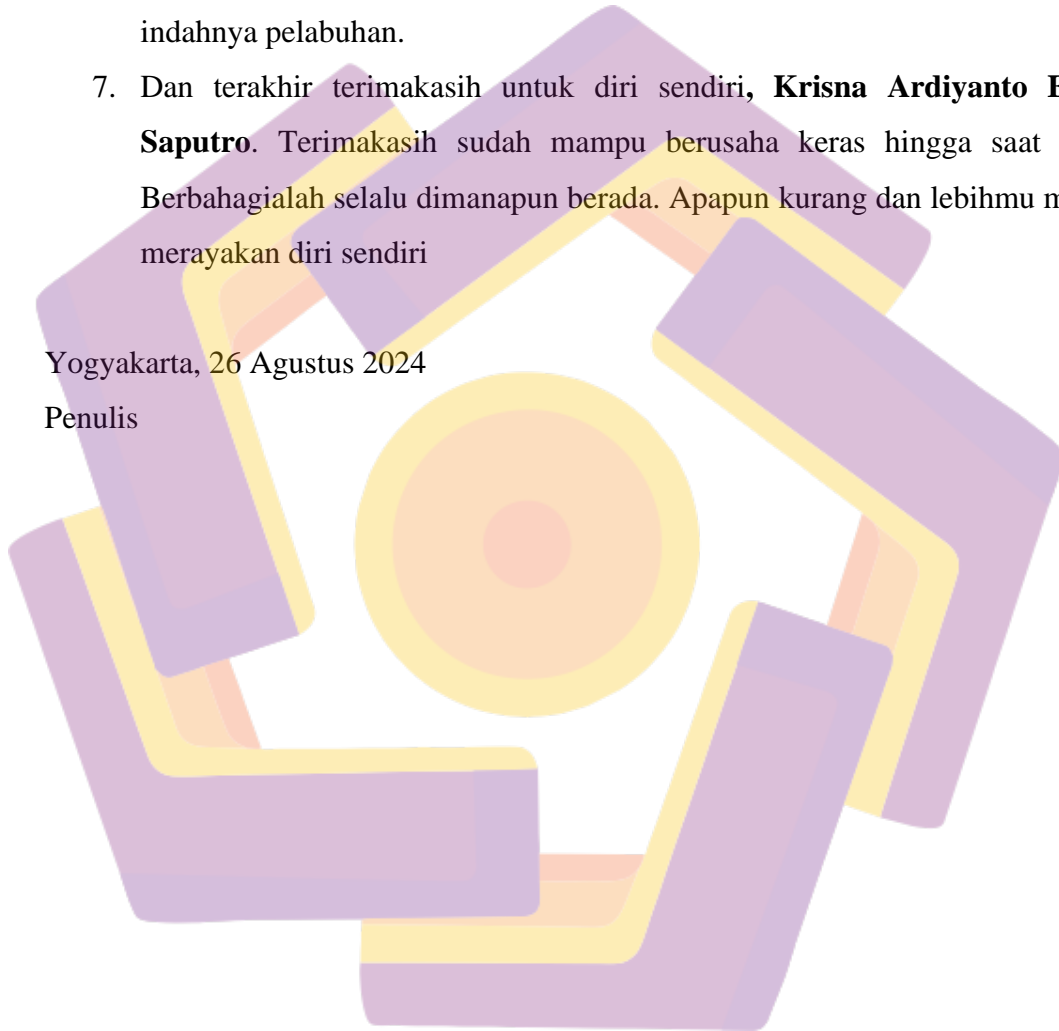 indahnya pelabuhan.
7. Dan terakhir terimakasih untuk diri sendiri, Krisna Ardiyanto
Saputro. Terimakasih sudah mampu berusaha keras hingga saat
Berbahagialah selalu dimanapun berada. Apapun kurang dan lebihmu
merayakan diri sendiri
Yogyakarta, 26 Agustus 2024
Penulis